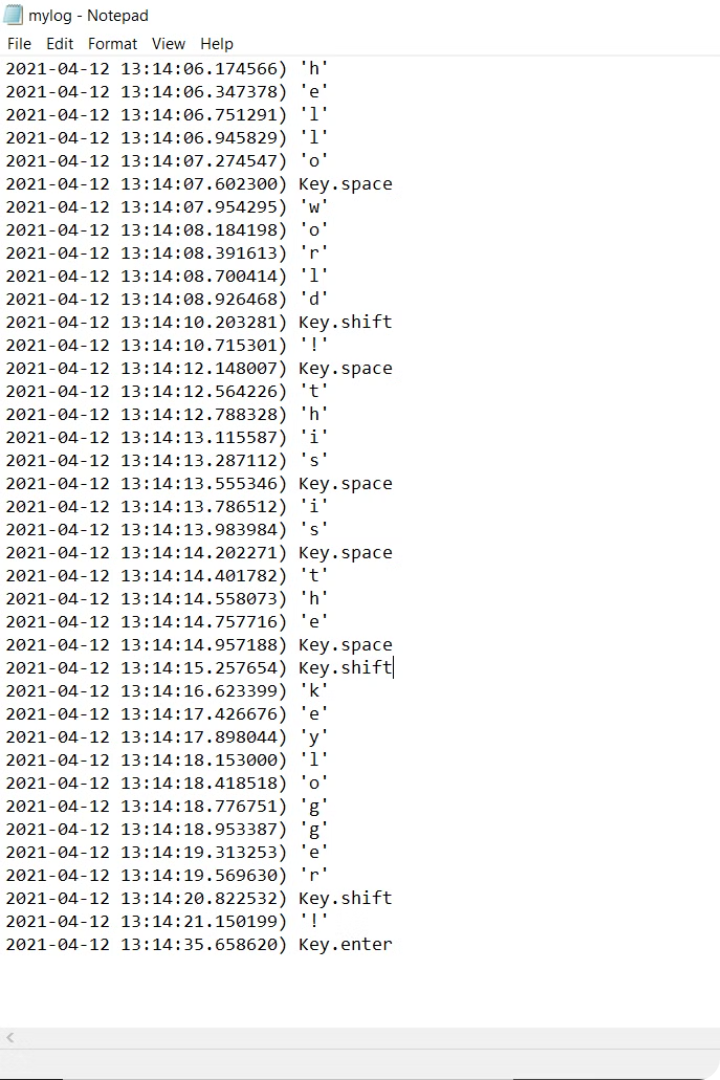 mylog - Notepad
File Edit Format View Help
2021-04-12 13:14:06.174566) 'h'
2021-04-12 13:14:06.347378) 'e'
2021-04-12 13:14:06.751291) 'l'
2021-04-12 13:14:06.945829) 'l'
2021-04-12 13:14:07.274547) 'o'
2021-04-12 13:14:07.602300) Key.space
2021-04-12 13:14:07.954295) 'w'
2021-04-12 13:14:08.184198) 'o'
2021-04-12 13:14:08.391613) 'r'
2021-04-12 13:14:08.700414) 'l'
2021-04-12 13:14:08.926468) 'd'
2021-04-12 13:14:10.203281) Key.shift
2021-04-12 13:14:10.715301) '!'
2021-04-12 13:14:12.148007) Key.space
2021-04-12 13:14:12.564226) 't'
2021-04-12 13:14:12.788328) 'h'
2021-04-12 13:14:13.115587) 'i'
2021-04-12 13:14:13.287112) 's'
2021-04-12 13:14:13.555346) Key.space
2021-04-12 13:14:13.786512) 'i'
2021-04-12 13:14:13.983984) 's'
2021-04-12 13:14:14.202271) Key.space
2021-04-12 13:14:14.401782) 't'
2021-04-12 13:14:14.558073) 'h'
2021-04-12 13:14:14.757716) 'e'
2021-04-12 13:14:14.957188) Key.space
2021-04-12 13:14:15.257654) Key.shift
2021-04-12 13:14:16.623399) 'k'
2021-04-12 13:14:17.426676) 'e'
2021-04-12 13:14:17.898044) 'y'
2021-04-12 13:14:18.153000) 'l'
2021-04-12 13:14:18.418518) 'o'
2021-04-12 13:14:18.776751) 'g'
2021-04-12 13:14:18.953387) 'g'
2021-04-12 13:14:19.313253) 'e'
2021-04-12 13:14:19.569630) 'r'
2021-04-12 13:14:20.822532) Key.shift
2021-04-12 13:14:21.150199) '!'
2021-04-12 13:14:35.658620) Key.enter